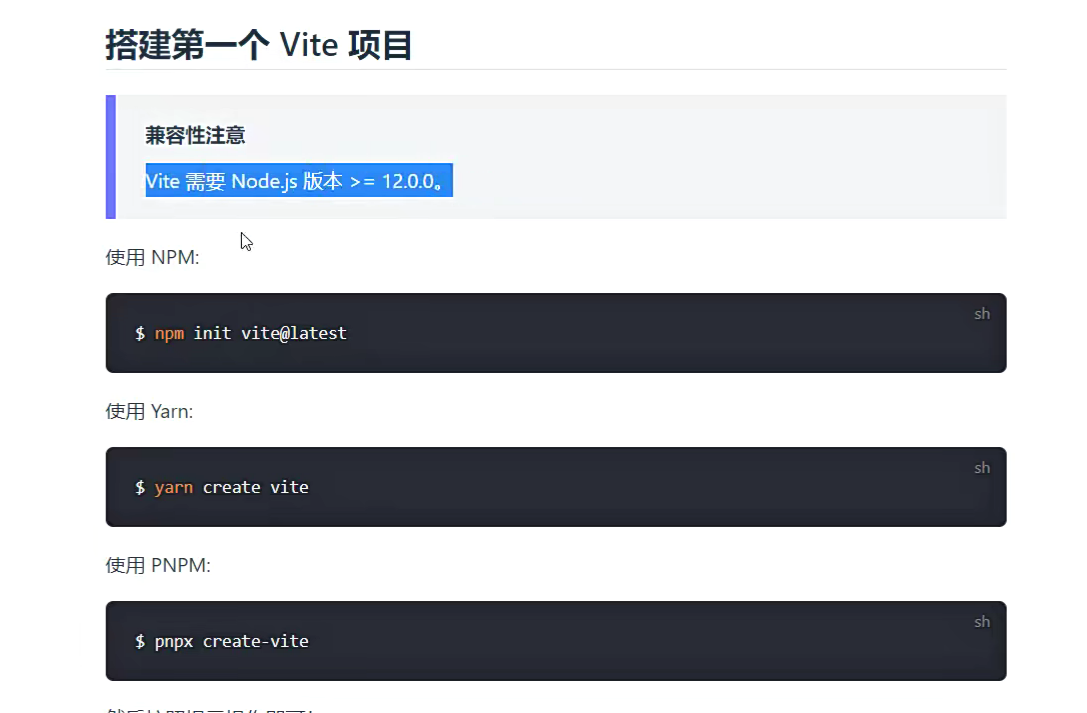 搭建第一个 Vite 项目
兼容性注意
Vite 需要 Node.js 版本 >= 12.0.0。
使用 NPM:
sh
$ npm init vite@latest
使用 Yarn:
sh
$ yarn create vite
使用 PNPM:
sh
$ pnpx create-vite